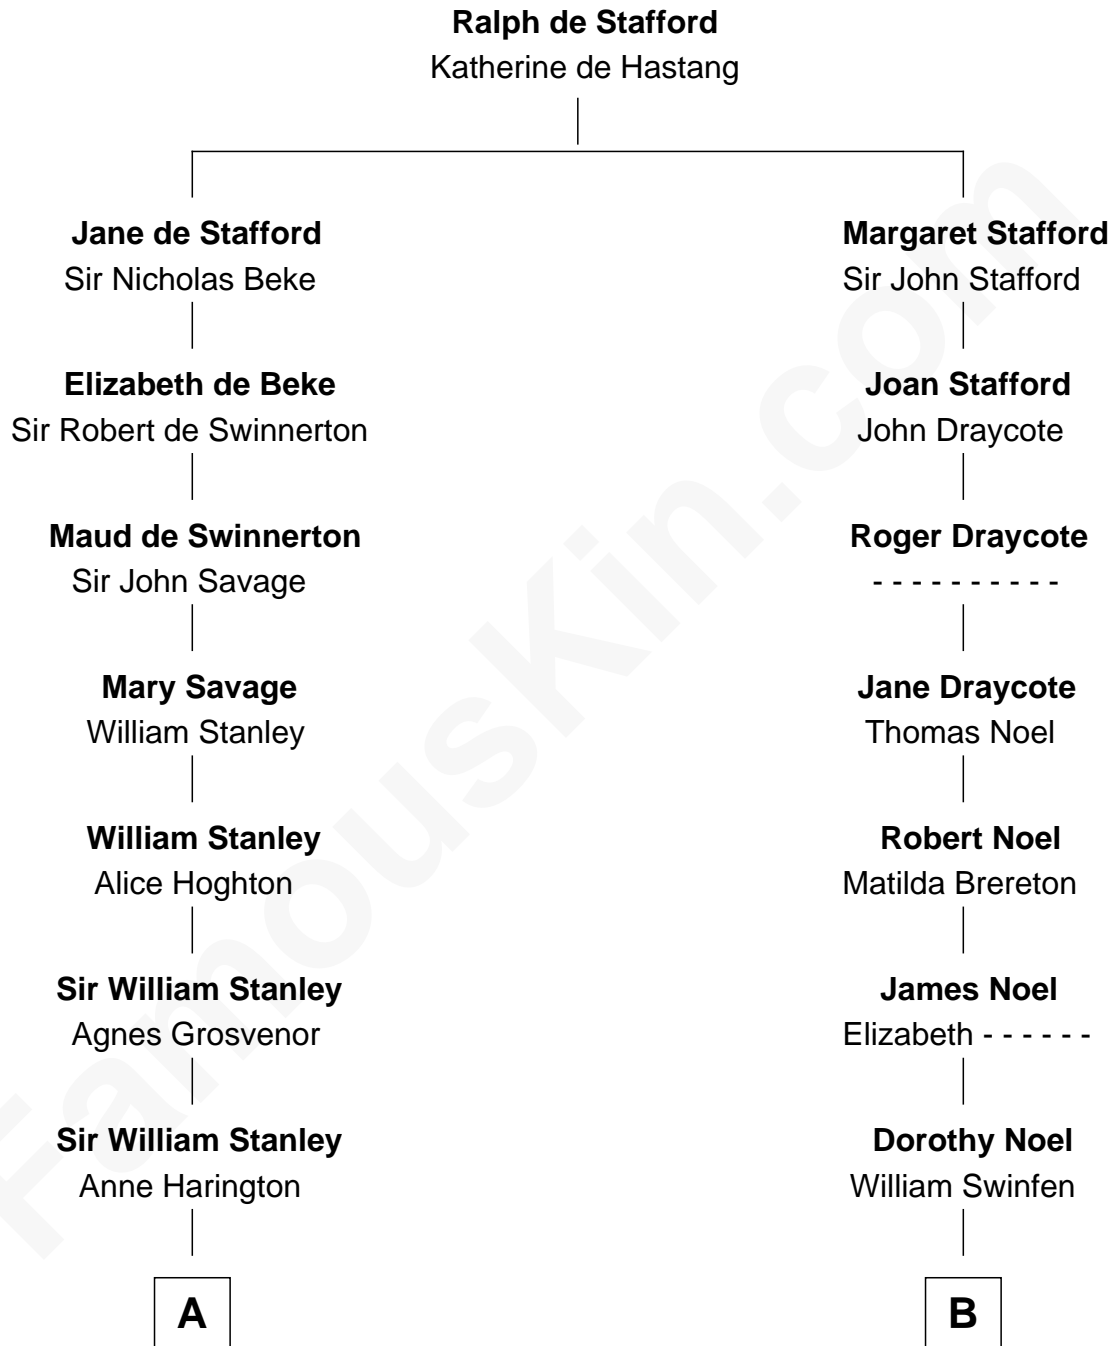 Ralph de Stafford
Katherine de Hastang
Jane de Stafford
Sir Nicholas Beke
Elizabeth de Beke
Sir Robert de Swinnerton
Maud de Swinnerton
Sir John Savage
Mary Savage
William Stanley
William Stanley
Alice Hoghton
Sir William Stanley
Agnes Grosvenor
Sir William Stanley
Anne Harington
A
Margaret Stafford
Sir John Stafford
Joan Stafford
John Draycote
Roger Draycote
- - - - - - - - - -
Jane Draycote
Thomas Noel
Robert Noel
Matilda Brereton
James Noel
Elizabeth - - - - - -
Dorothy Noel
William Swinfen
B
FamousKin.com